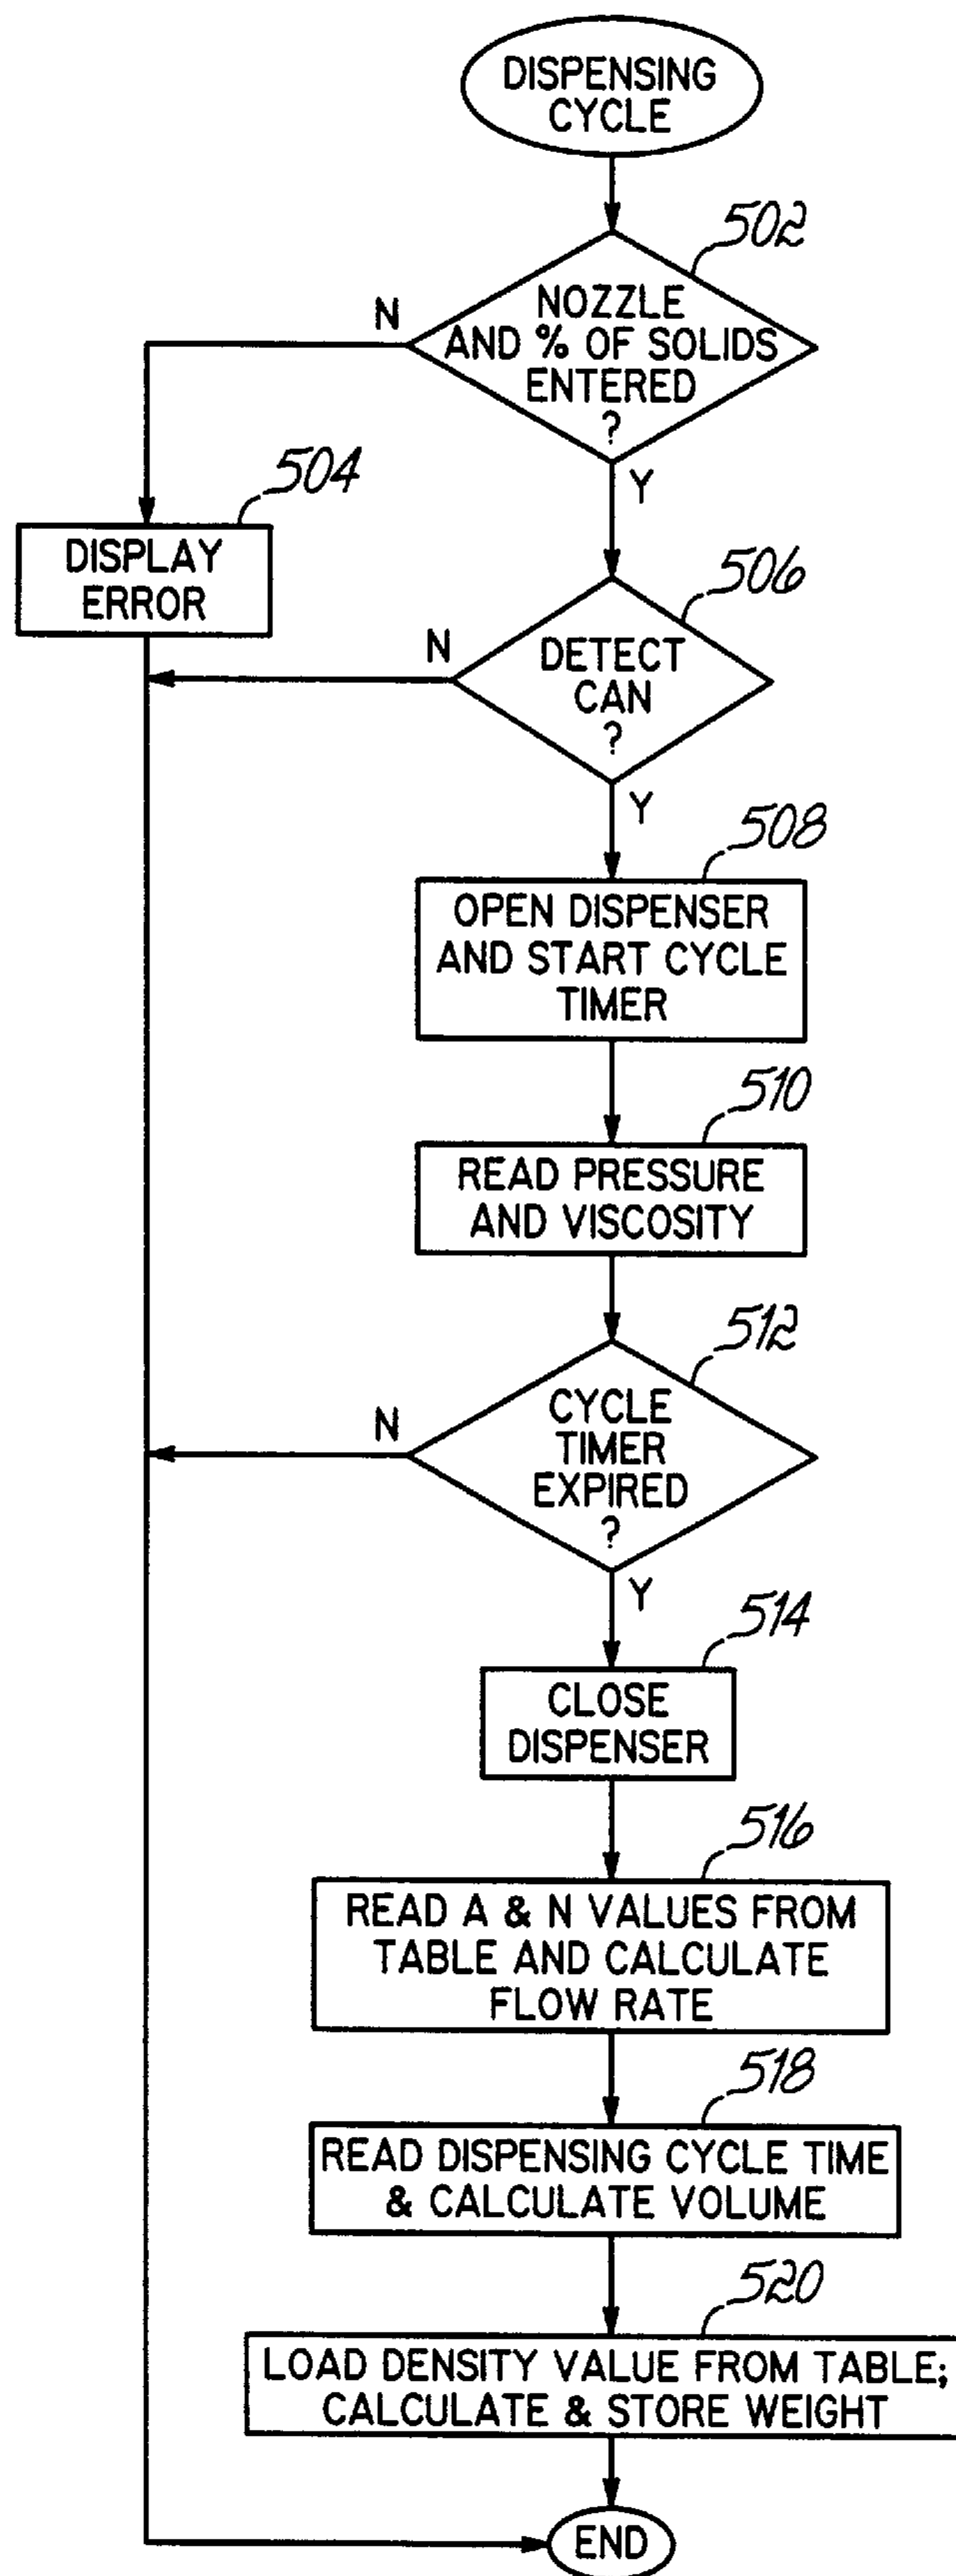 DISPENSING
CYCLE
502
NOZZLE
AND % OF SOLIDS
ENTERED
?
N
Y
504
DISPLAY
ERROR
506
DETECT
CAN
?
N
Y
508
OPEN DISPENSER
AND START CYCLE
TIMER
510
READ PRESSURE
AND VISCOSITY
512
CYCLE
TIMER
EXPIRED
?
N
Y
514
CLOSE
DISPENSER
516
READ A & N VALUES FROM
TABLE AND CALCULATE
FLOW RATE
518
READ DISPENSING CYCLE TIME
& CALCULATE VOLUME
520
LOAD DENSITY VALUE FROM TABLE;
CALCULATE & STORE WEIGHT
END